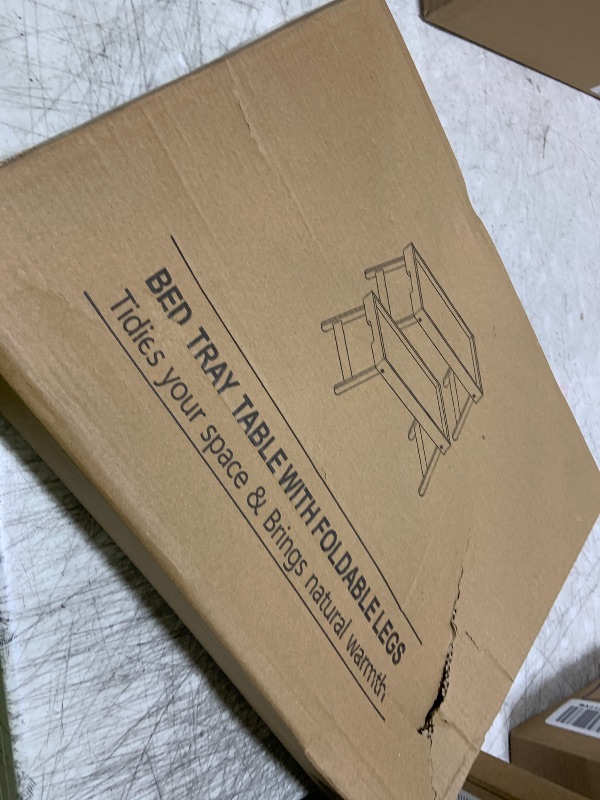 BED TRAY TABLE WITH FOLDABLE LEGS
Tidies your space & Brings natural warmth